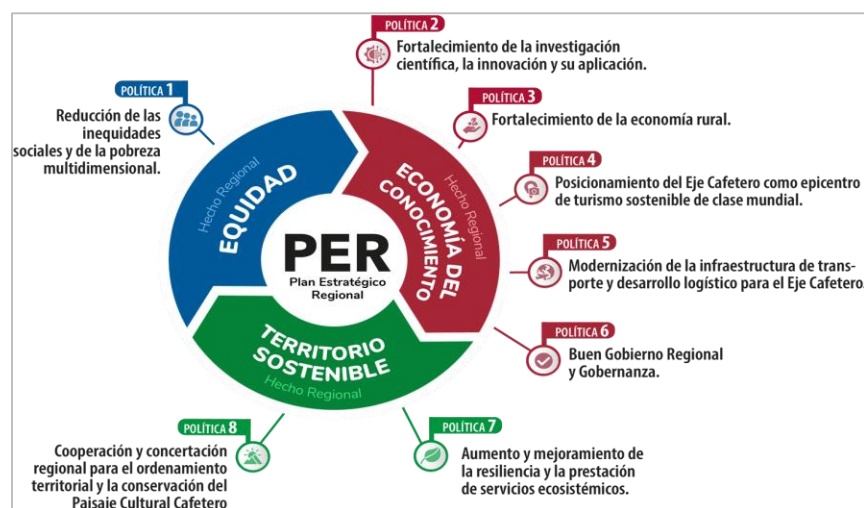 POLÍTICA 1
Reducción de las
inequidades
sociales y de la pobreza
multidimensional.
POLÍTICA 2
Fortalecimiento de la investigación
científica, la innovación y su aplicación.
POLÍTICA 3
Fortalecimiento de la economía rural.
POLÍTICA 4
Posicionamiento del Eje Cafetero como epicentro
de turismo sostenible de clase mundial.
POLÍTICA 5
Modernización de la infraestructura de trans-
porte y desarrollo logístico para el Eje Cafetero.
POLÍTICA 6
Buen Gobierno Regional
y Gobernanza.
POLÍTICA 7
Aumento y mejoramiento de
la resiliencia y la prestación
de servicios ecosistémicos.
POLÍTICA 8
Cooperación y concertación
regional para el ordenamiento
territorial y la conservación del
Paisaje Cultural Cafetero
Hecho Regional
EQUIDAD
Hecho Regional
ECONOMÍA DEL
CONOCIMIENTO
TERRITORIO
SOSTENIBLE
Hecho Regional
PER
Plan Estratégico
Regional